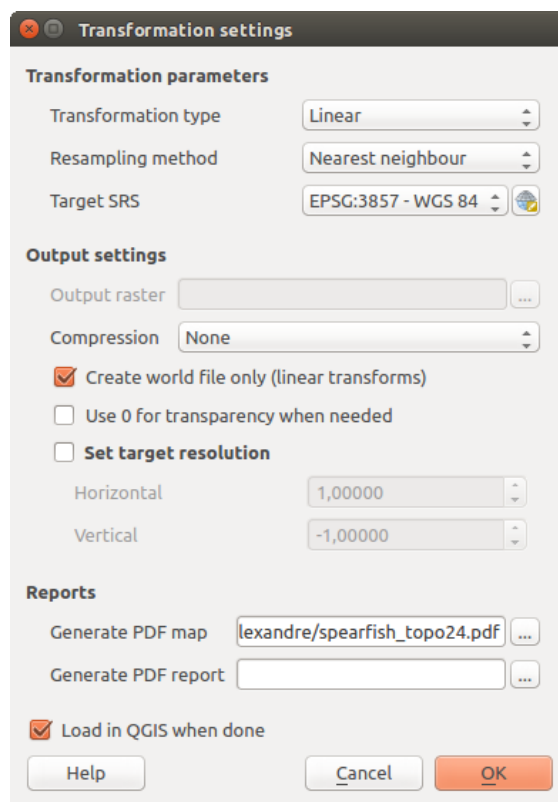 Transformation settings
Transformation parameters
Transformation type Linear
Resampling method Nearest neighbour
Target SRS EPSG:3857 - WGS 84
Output settings
Output raster ...
Compression None
Create world file only (linear transforms)
Use 0 for transparency when needed
Set target resolution
Horizontal 1,00000
Vertical -1,00000
Reports
Generate PDF map lexandre/spearfish_topo24.pdf ...
Generate PDF report ...
Load in QGIS when done
Help Cancel OK